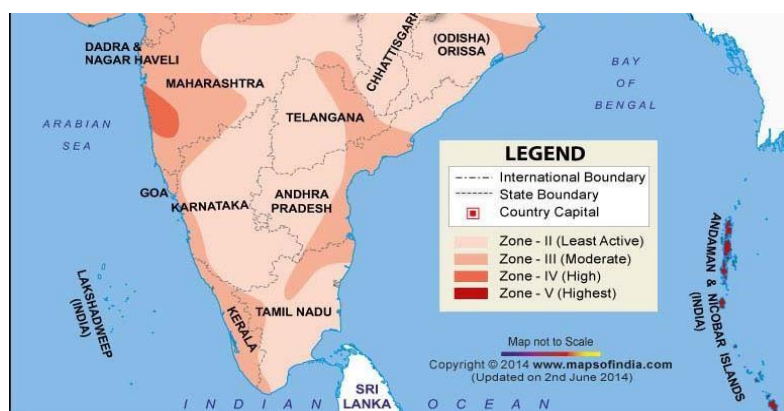 DADRA &
NAGAR HAVELI
MAHARASHTRA
CHHATTISGARH
(ODISHA)
ORISSA
BAY
OF
BENGAL
ARABIAN
SEA
TELANGANA
GOA
KARNATAKA
ANDHRA
PRADESH
LEGEND
International Boundary
State Boundary
Country Capital
Zone - II (Least Active)
Zone - III (Moderate)
Zone - IV (High)
Zone - V (Highest)
ANDAMAN & NICOBAR ISLANDS
(INDIA)
LAKSHADWEEP
(INDIA)
KERALA
TAMIL NADU
Map not to Scale
Copyright © 2014 www.mapsofindia.com
(Updated on 2nd June 2014)
SRI
LANKA
INDIAN OCEAN